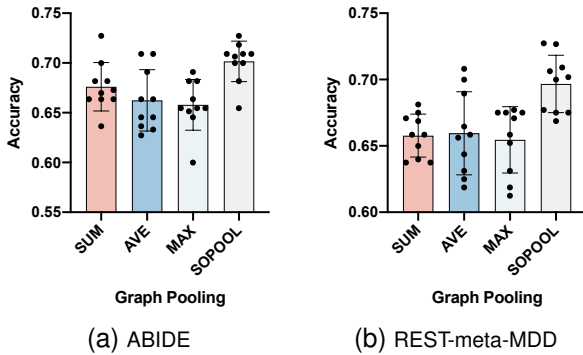 0.75
0.70
0.65
0.60
0.55
Accuracy
SUM
AVE
MAX
SOPOOL
Graph Pooling
(a) ABIDE
0.75
0.70
0.65
0.60
Accuracy
SUM
AVE
MAX
SOPOOL
Graph Pooling
(b) REST-meta-MDD